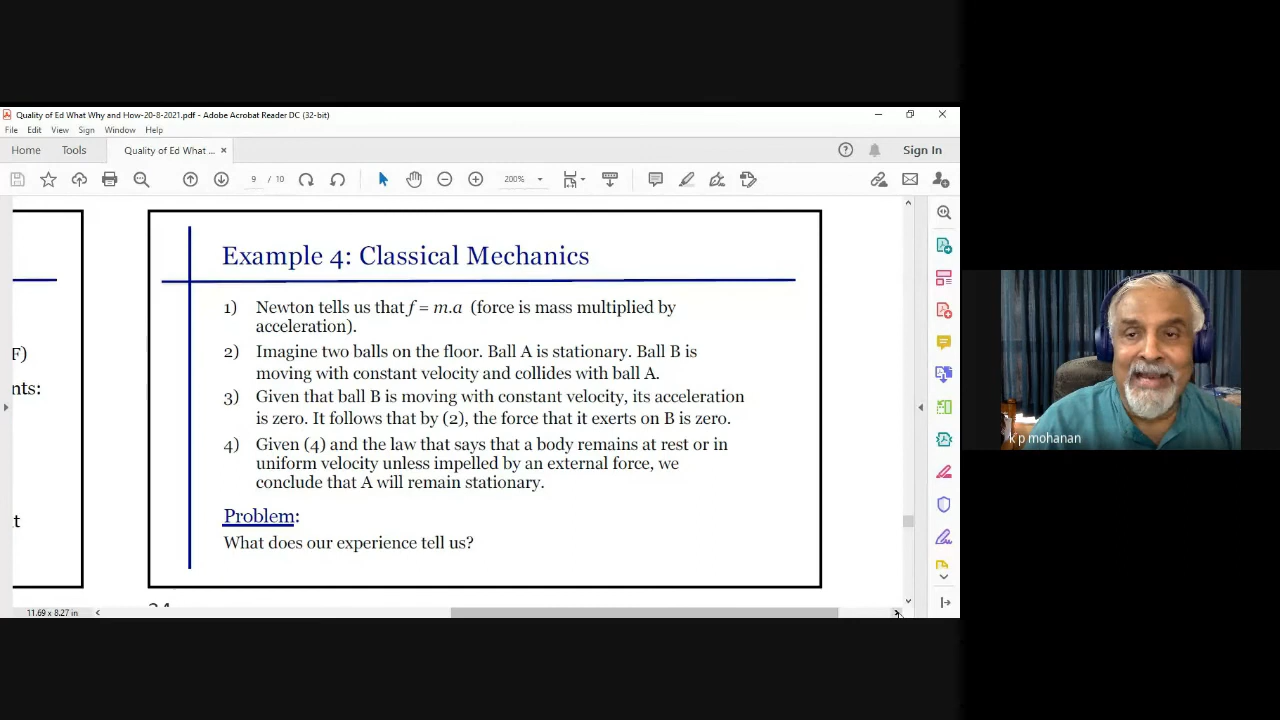 Quality of Ed What Why and How-20-8-2021.pdf - Adobe Acrobat Reader DC (32-bit)
File Edit View Sign Window Help
Home Tools Quality of Ed What ... × Sign In
9 / 10 200%
Example 4: Classical Mechanics
1) Newton tells us that f = m.a (force is mass multiplied by
acceleration).
2) Imagine two balls on the floor. Ball A is stationary. Ball B is
moving with constant velocity and collides with ball A.
3) Given that ball B is moving with constant velocity, its acceleration
is zero. It follows that by (2), the force that it exerts on B is zero.
4) Given (4) and the law that says that a body remains at rest or in
uniform velocity unless impelled by an external force, we
conclude that A will remain stationary.
Problem:
What does our experience tell us?
F)
nts:
t
k p mohanan
11.69 x 8.27 in